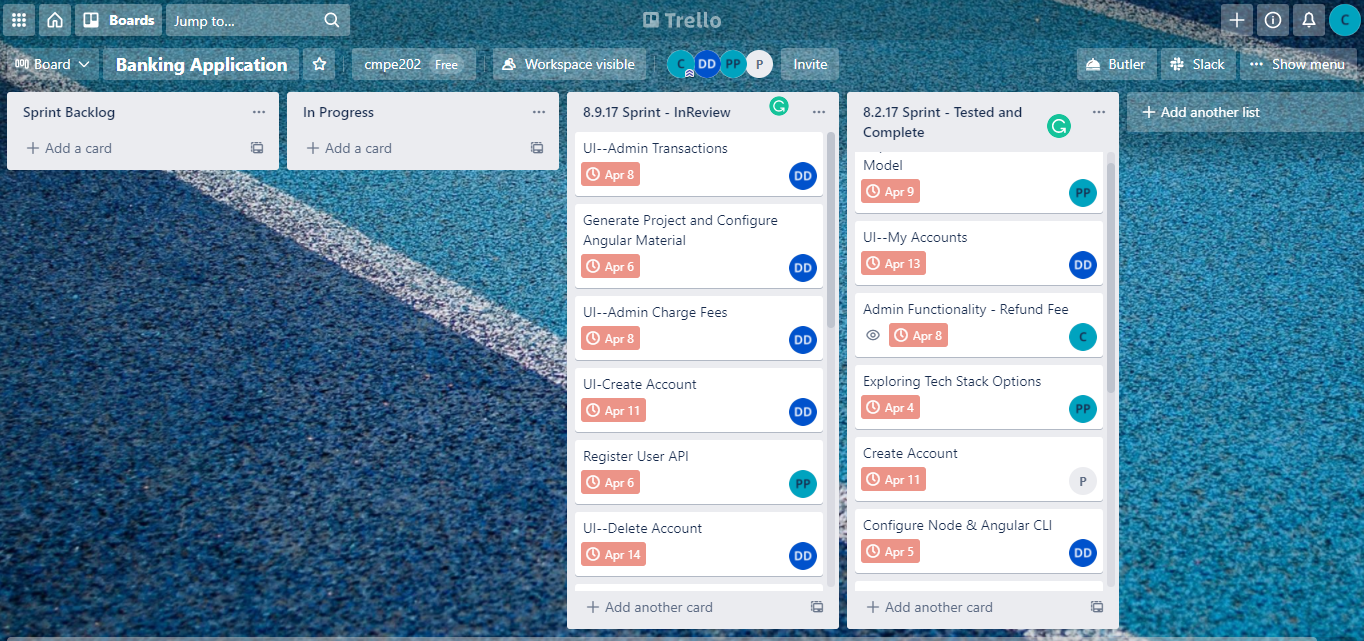 Boards
Jump to...
Trello
C
Board
Banking Application
cmpe202 Free
Workspace visible
C DD PP P
Invite
Butler
Slack
Show menu
Sprint Backlog
Add a card
In Progress
Add a card
8.9.17 Sprint - InReview
UI--Admin Transactions
Apr 8
DD
Generate Project and Configure
Angular Material
Apr 6
DD
UI--Admin Charge Fees
Apr 8
DD
UI-Create Account
Apr 11
DD
Register User API
Apr 6
PP
UI--Delete Account
Apr 14
DD
Add another card
8.2.17 Sprint - Tested and
Complete
Model
Apr 9
PP
UI--My Accounts
Apr 13
DD
Admin Functionality - Refund Fee
Apr 8
C
Exploring Tech Stack Options
Apr 4
PP
Create Account
Apr 11
P
Configure Node & Angular CLI
Apr 5
DD
Add another card
Add another list